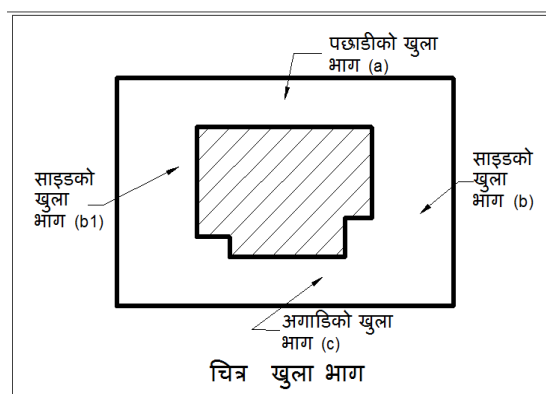 पछाडीको खुला
भाग (a)
साइडको
खुला
भाग (b1)
साइडको
खुला
भाग (b)
अगाडिको खुला
भाग (c)
चित्र खुला भाग